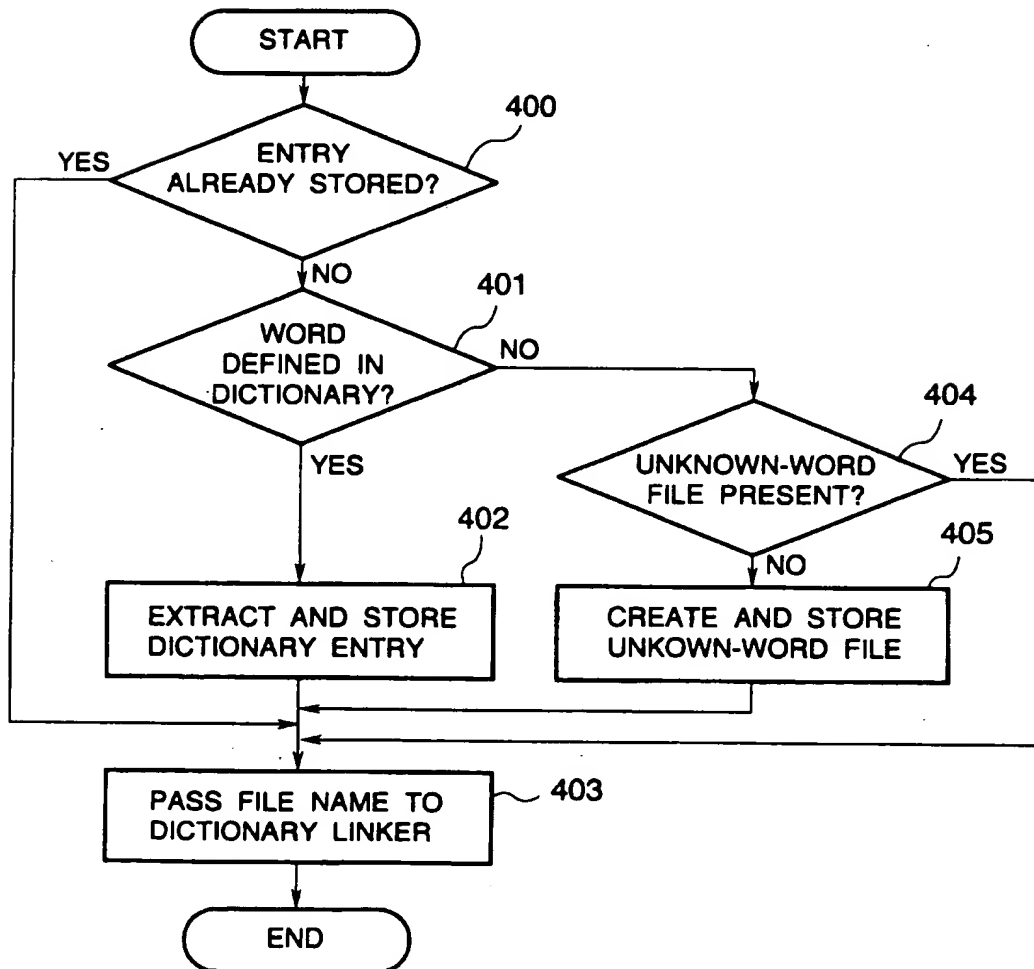 START
400
YES
ENTRY
ALREADY STORED?
NO
401
WORD
DEFINED IN
DICTIONARY?
NO
YES
404
UNKNOWN-WORD
FILE PRESENT?
YES
NO
402
EXTRACT AND STORE
DICTIONARY ENTRY
405
CREATE AND STORE
UNKOWN-WORD FILE
PASS FILE NAME TO
DICTIONARY LINKER
403
END